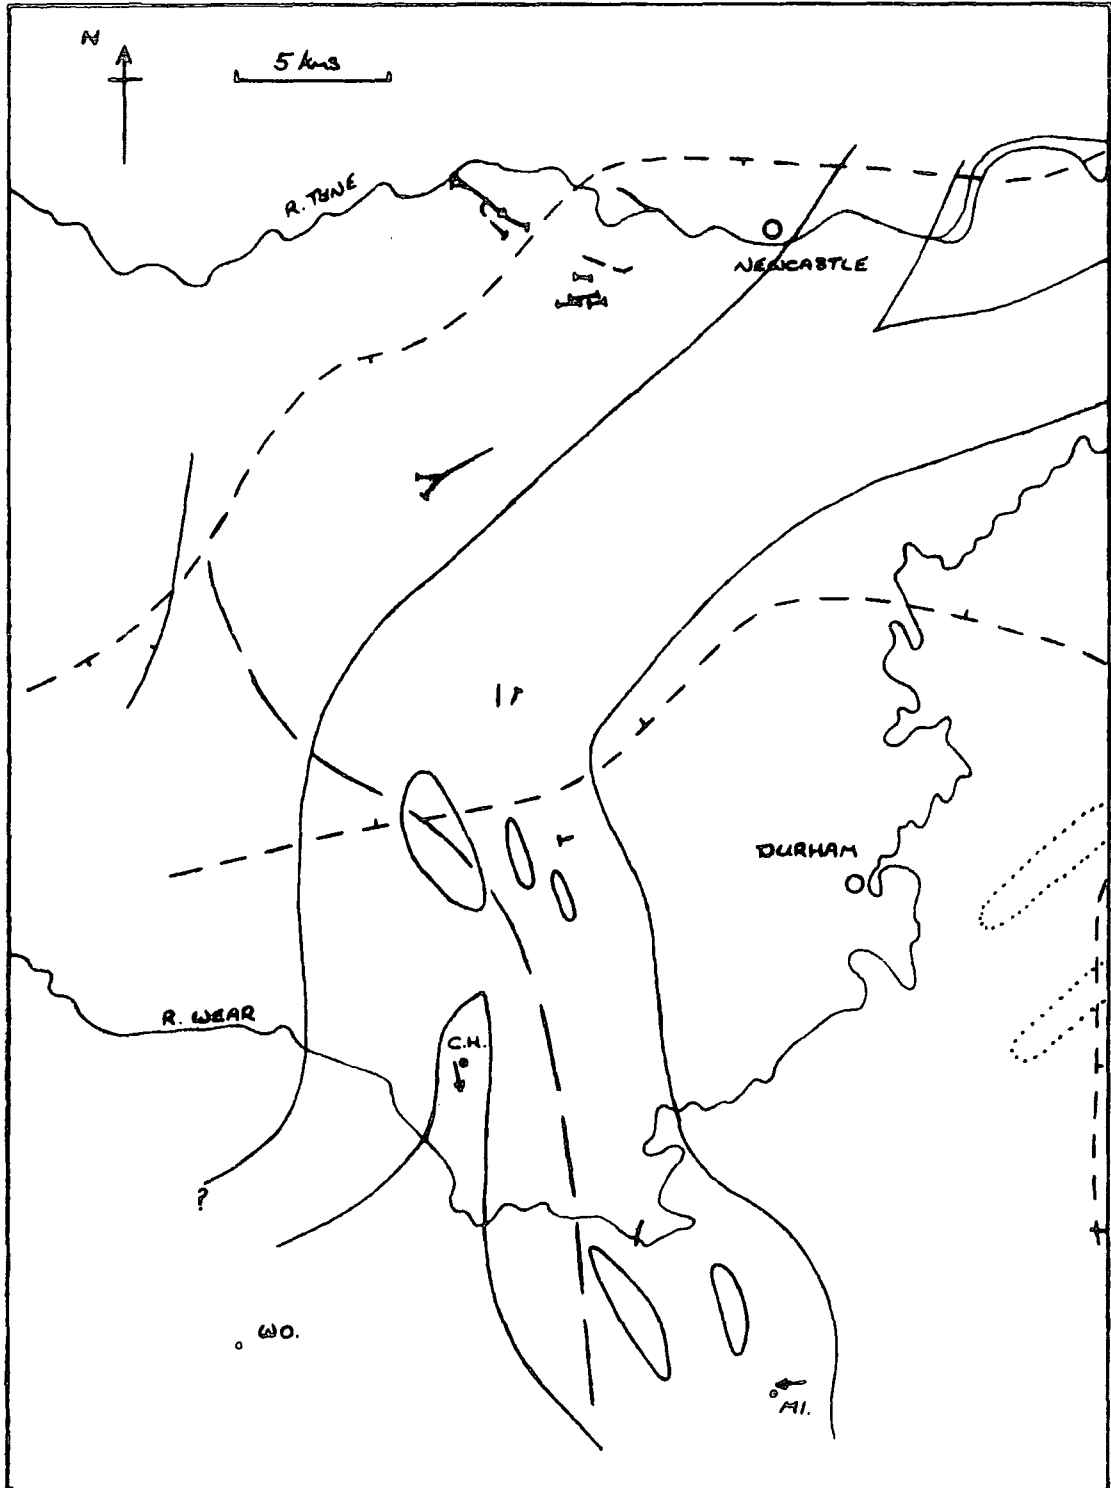 N
5 kms
R. TYNE
NEWCASTLE
DURHAM
R. WEAR
C.H.
?
WO.
MI.